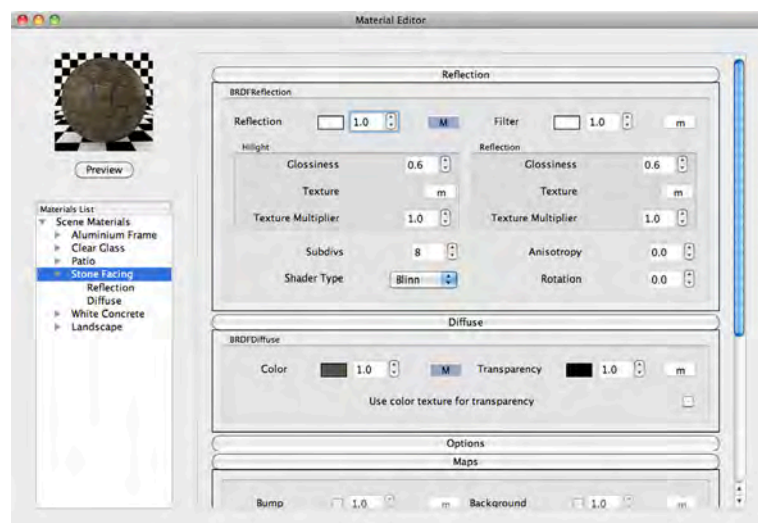 Material Editor
Preview
Materials List
Scene Materials
Aluminium Frame
Clear Glass
Patio
Stone Facing
Reflection
Diffuse
White Concrete
Landscape
Reflection
BRDFReflection
Reflection 1.0 M Filter 1.0 m
Hilight Reflection
Glossiness 0.6 Glossiness 0.6
Texture m Texture m
Texture Multiplier 1.0 Texture Multiplier 1.0
Subdivs 8 Anisotropy 0.0
Shader Type Blinn Rotation 0.0
Diffuse
BRDFDiffuse
Color 1.0 M Transparency 1.0 m
Use color texture for transparency
Options
Maps
Bump 1.0 m Background 1.0 m